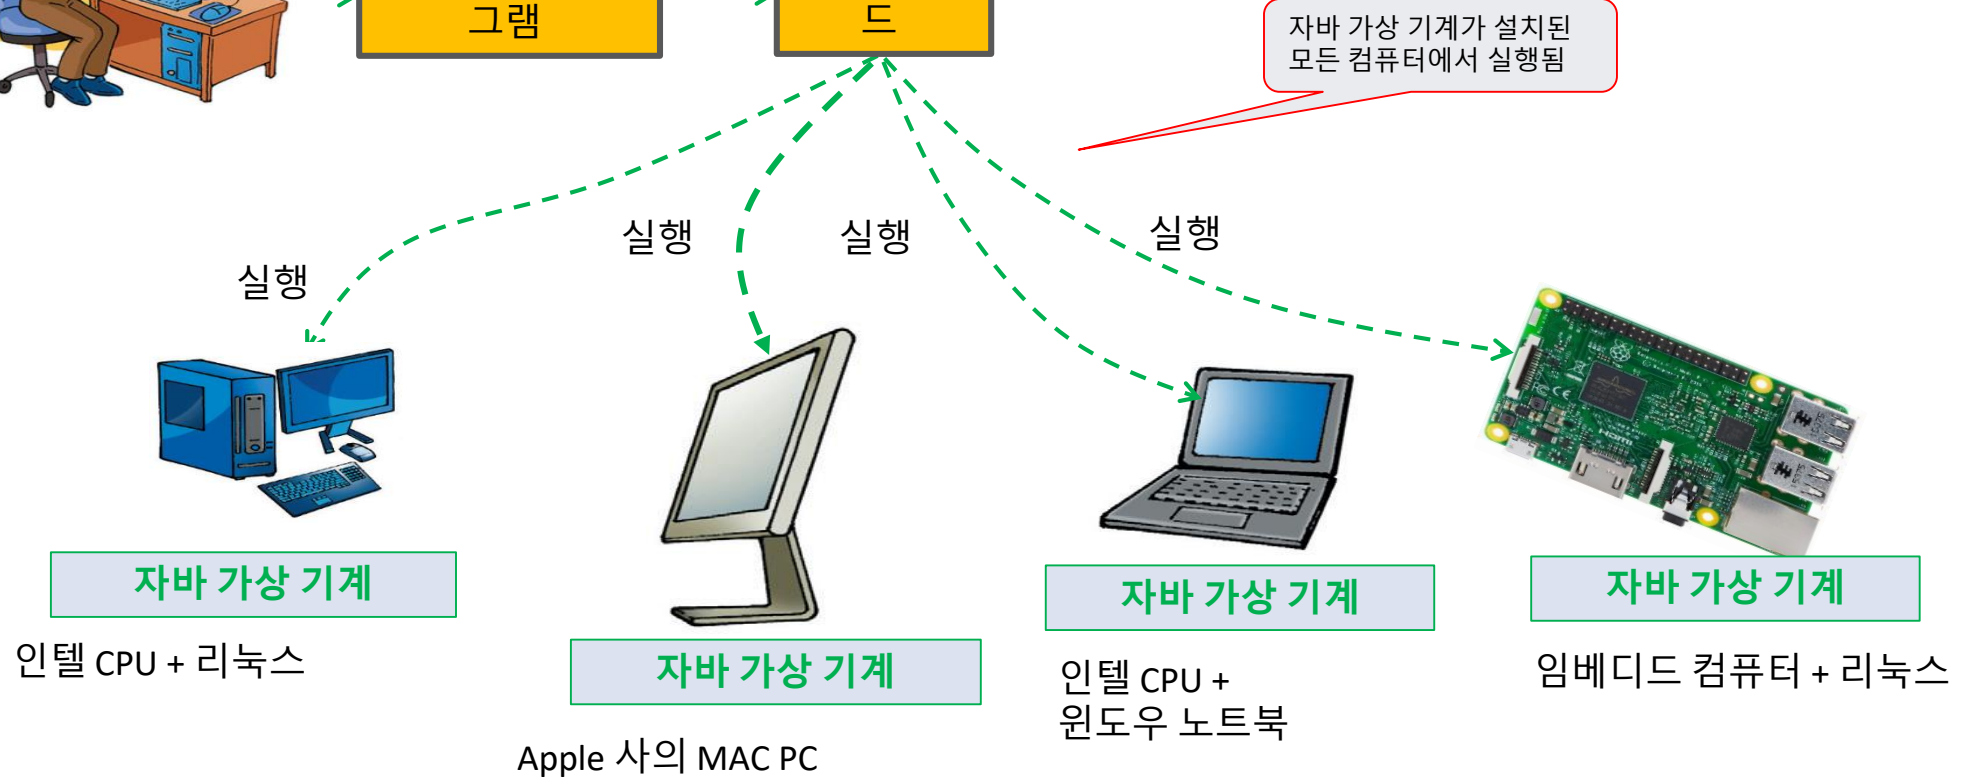 그램
드
자바 가상 기계가 설치된
모든 컴퓨터에서 실행됨
실행
실행
실행
실행
자바 가상 기계
인텔 CPU + 리눅스
자바 가상 기계
Apple 사의 MAC PC
자바 가상 기계
인텔 CPU +
윈도우 노트북
자바 가상 기계
임베디드 컴퓨터 + 리눅스
HDMI